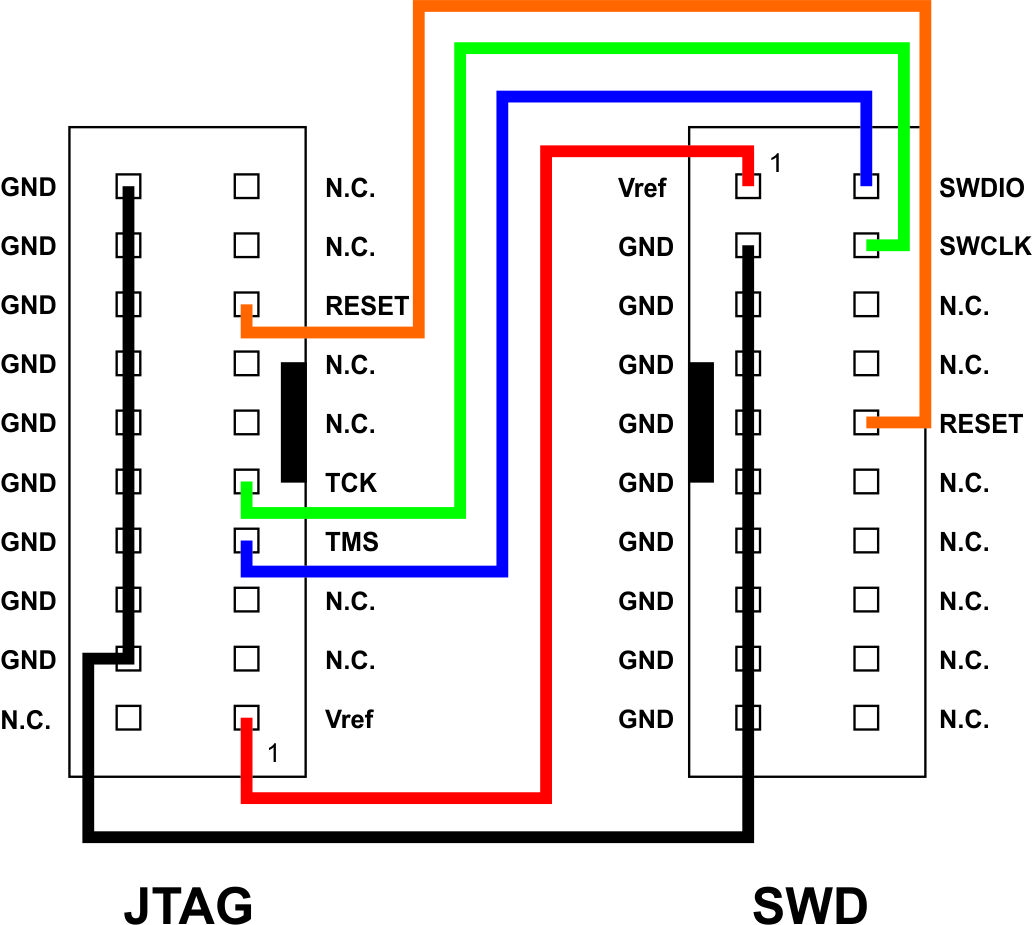 1
GND N.C. Vref SWDIO
GND N.C. GND SWCLK
GND RESET GND N.C.
GND N.C. GND N.C.
GND N.C. GND RESET
GND TCK GND N.C.
GND TMS GND N.C.
GND N.C. GND N.C.
GND N.C. GND N.C.
N.C. Vref GND N.C.
1
JTAG SWD